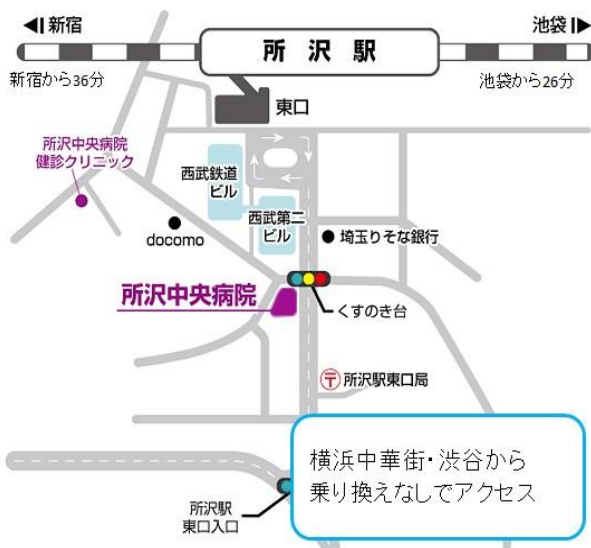 ◀新宿
池袋▶
所沢駅
新宿から36分
池袋から26分
東口
所沢中央病院
健診クリニック
西武鉄道
ビル
西武第二
ビル
docomo
埼玉りそな銀行
所沢中央病院
くすのき台
〒所沢駅東口局
横浜中華街・渋谷から
乗り換えなしでアクセス
所沢駅
東口入口